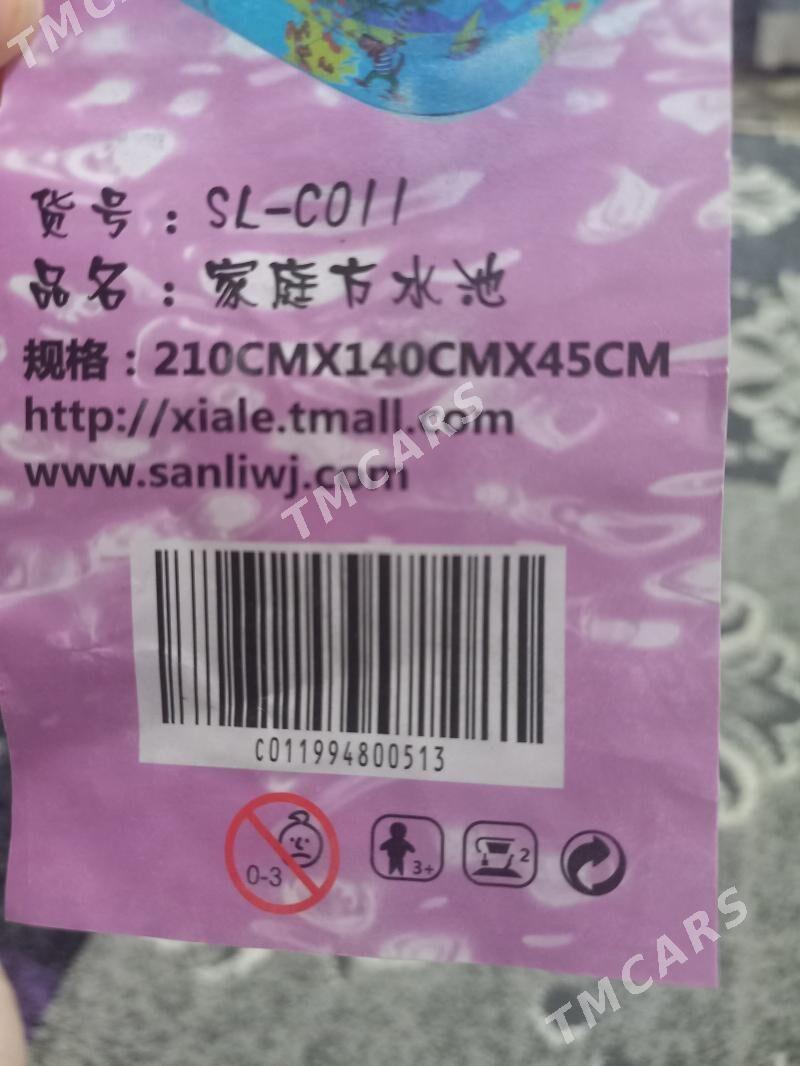 TMCARS
货号：SL-C011
品名：家庭方水池
规格：210CMX140CMX45CM
http://xiale.tmall.com
www.sanliwj.com
TMCARS
C011994800513
0-3
3+
2
TMCARS